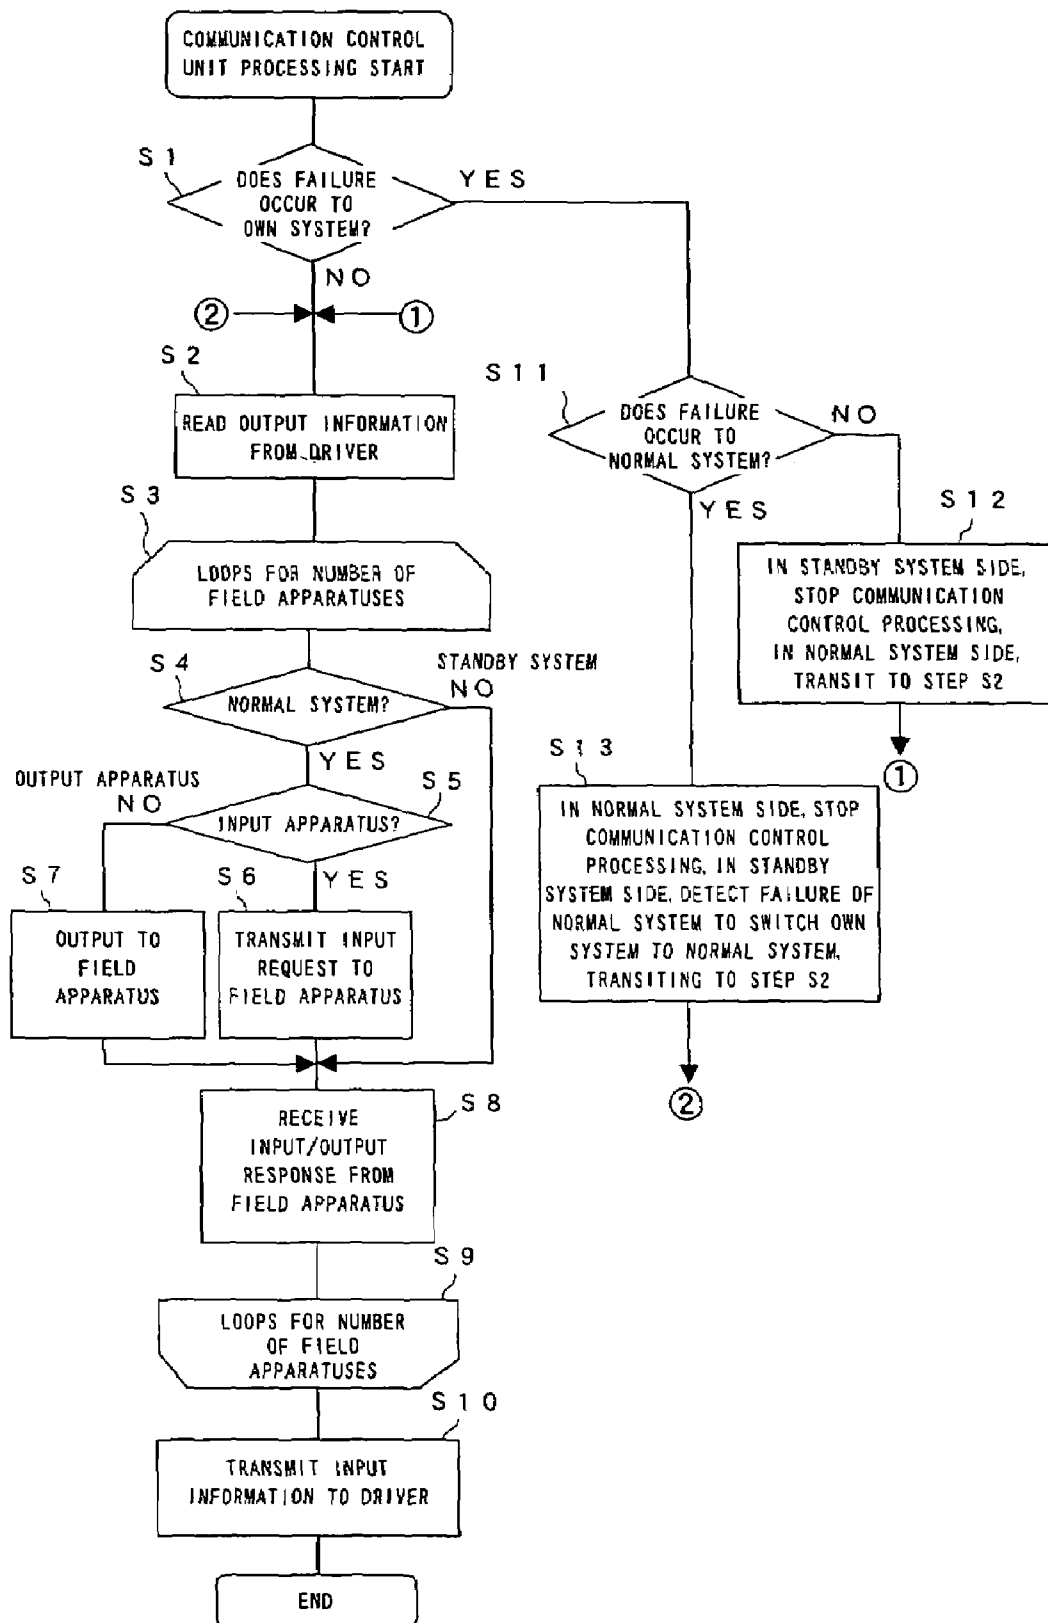 COMMUNICATION CONTROL
UNIT PROCESSING START
S1
DOES FAILURE
OCCUR TO
OWN SYSTEM?
YES
NO
②
①
S2
READ OUTPUT INFORMATION
FROM DRIVER
S11
DOES FAILURE
OCCUR TO
NORMAL SYSTEM?
NO
YES
S12
IN STANDBY SYSTEM SIDE,
STOP COMMUNICATION
CONTROL PROCESSING,
IN NORMAL SYSTEM SIDE,
TRANSIT TO STEP S2
①
S3
LOOPS FOR NUMBER OF
FIELD APPARATUSES
S4
NORMAL SYSTEM?
STANDBY SYSTEM
NO
YES
S5
INPUT APPARATUS?
OUTPUT APPARATUS
NO
YES
S7
OUTPUT TO
FIELD
APPARATUS
S6
TRANSMIT INPUT
REQUEST TO
FIELD APPARATUS
S13
IN NORMAL SYSTEM SIDE, STOP
COMMUNICATION CONTROL
PROCESSING, IN STANDBY
SYSTEM SIDE, DETECT FAILURE OF
NORMAL SYSTEM TO SWITCH OWN
SYSTEM TO NORMAL SYSTEM,
TRANSITING TO STEP S2
②
S8
RECEIVE
INPUT/OUTPUT
RESPONSE FROM
FIELD APPARATUS
S9
LOOPS FOR NUMBER
OF FIELD
APPARATUSES
S10
TRANSMIT INPUT
INFORMATION TO DRIVER
END